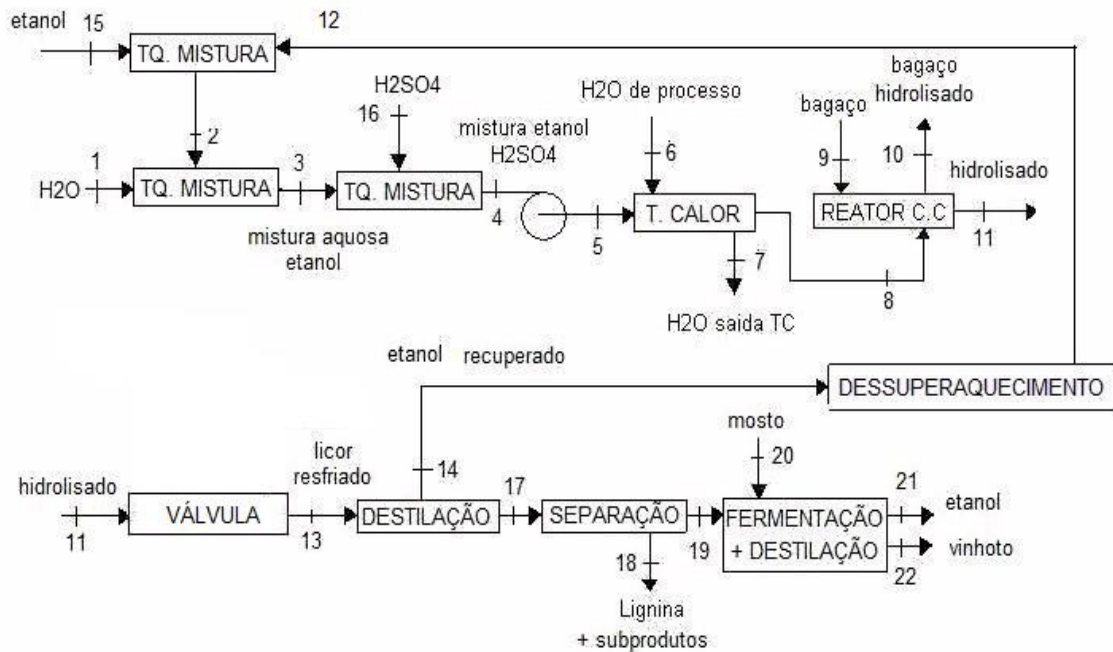 etanol 15
12
TQ. MISTURA
H2SO4
16
2
H2O de processo
6
bagaço
hidrolisado
bagaço
9
10
hidrolisado
mistura etanol
H2SO4
1
H2O
TQ. MISTURA
3
TQ. MISTURA
4
5
T. CALOR
REATOR C.C
11
mistura aquosa
etanol
7
8
H2O saida TC
etanol recuperado
DESSUPERAQUECIMENTO
mosto
20
licor
resfriado
14
hidrolisado
11
VÁLVULA
13
DESTILAÇÃO
17
SEPARAÇÃO
19
FERMENTAÇÃO
+ DESTILAÇÃO
21
etanol
vinhoto
22
18
Lignina
+ subprodutos